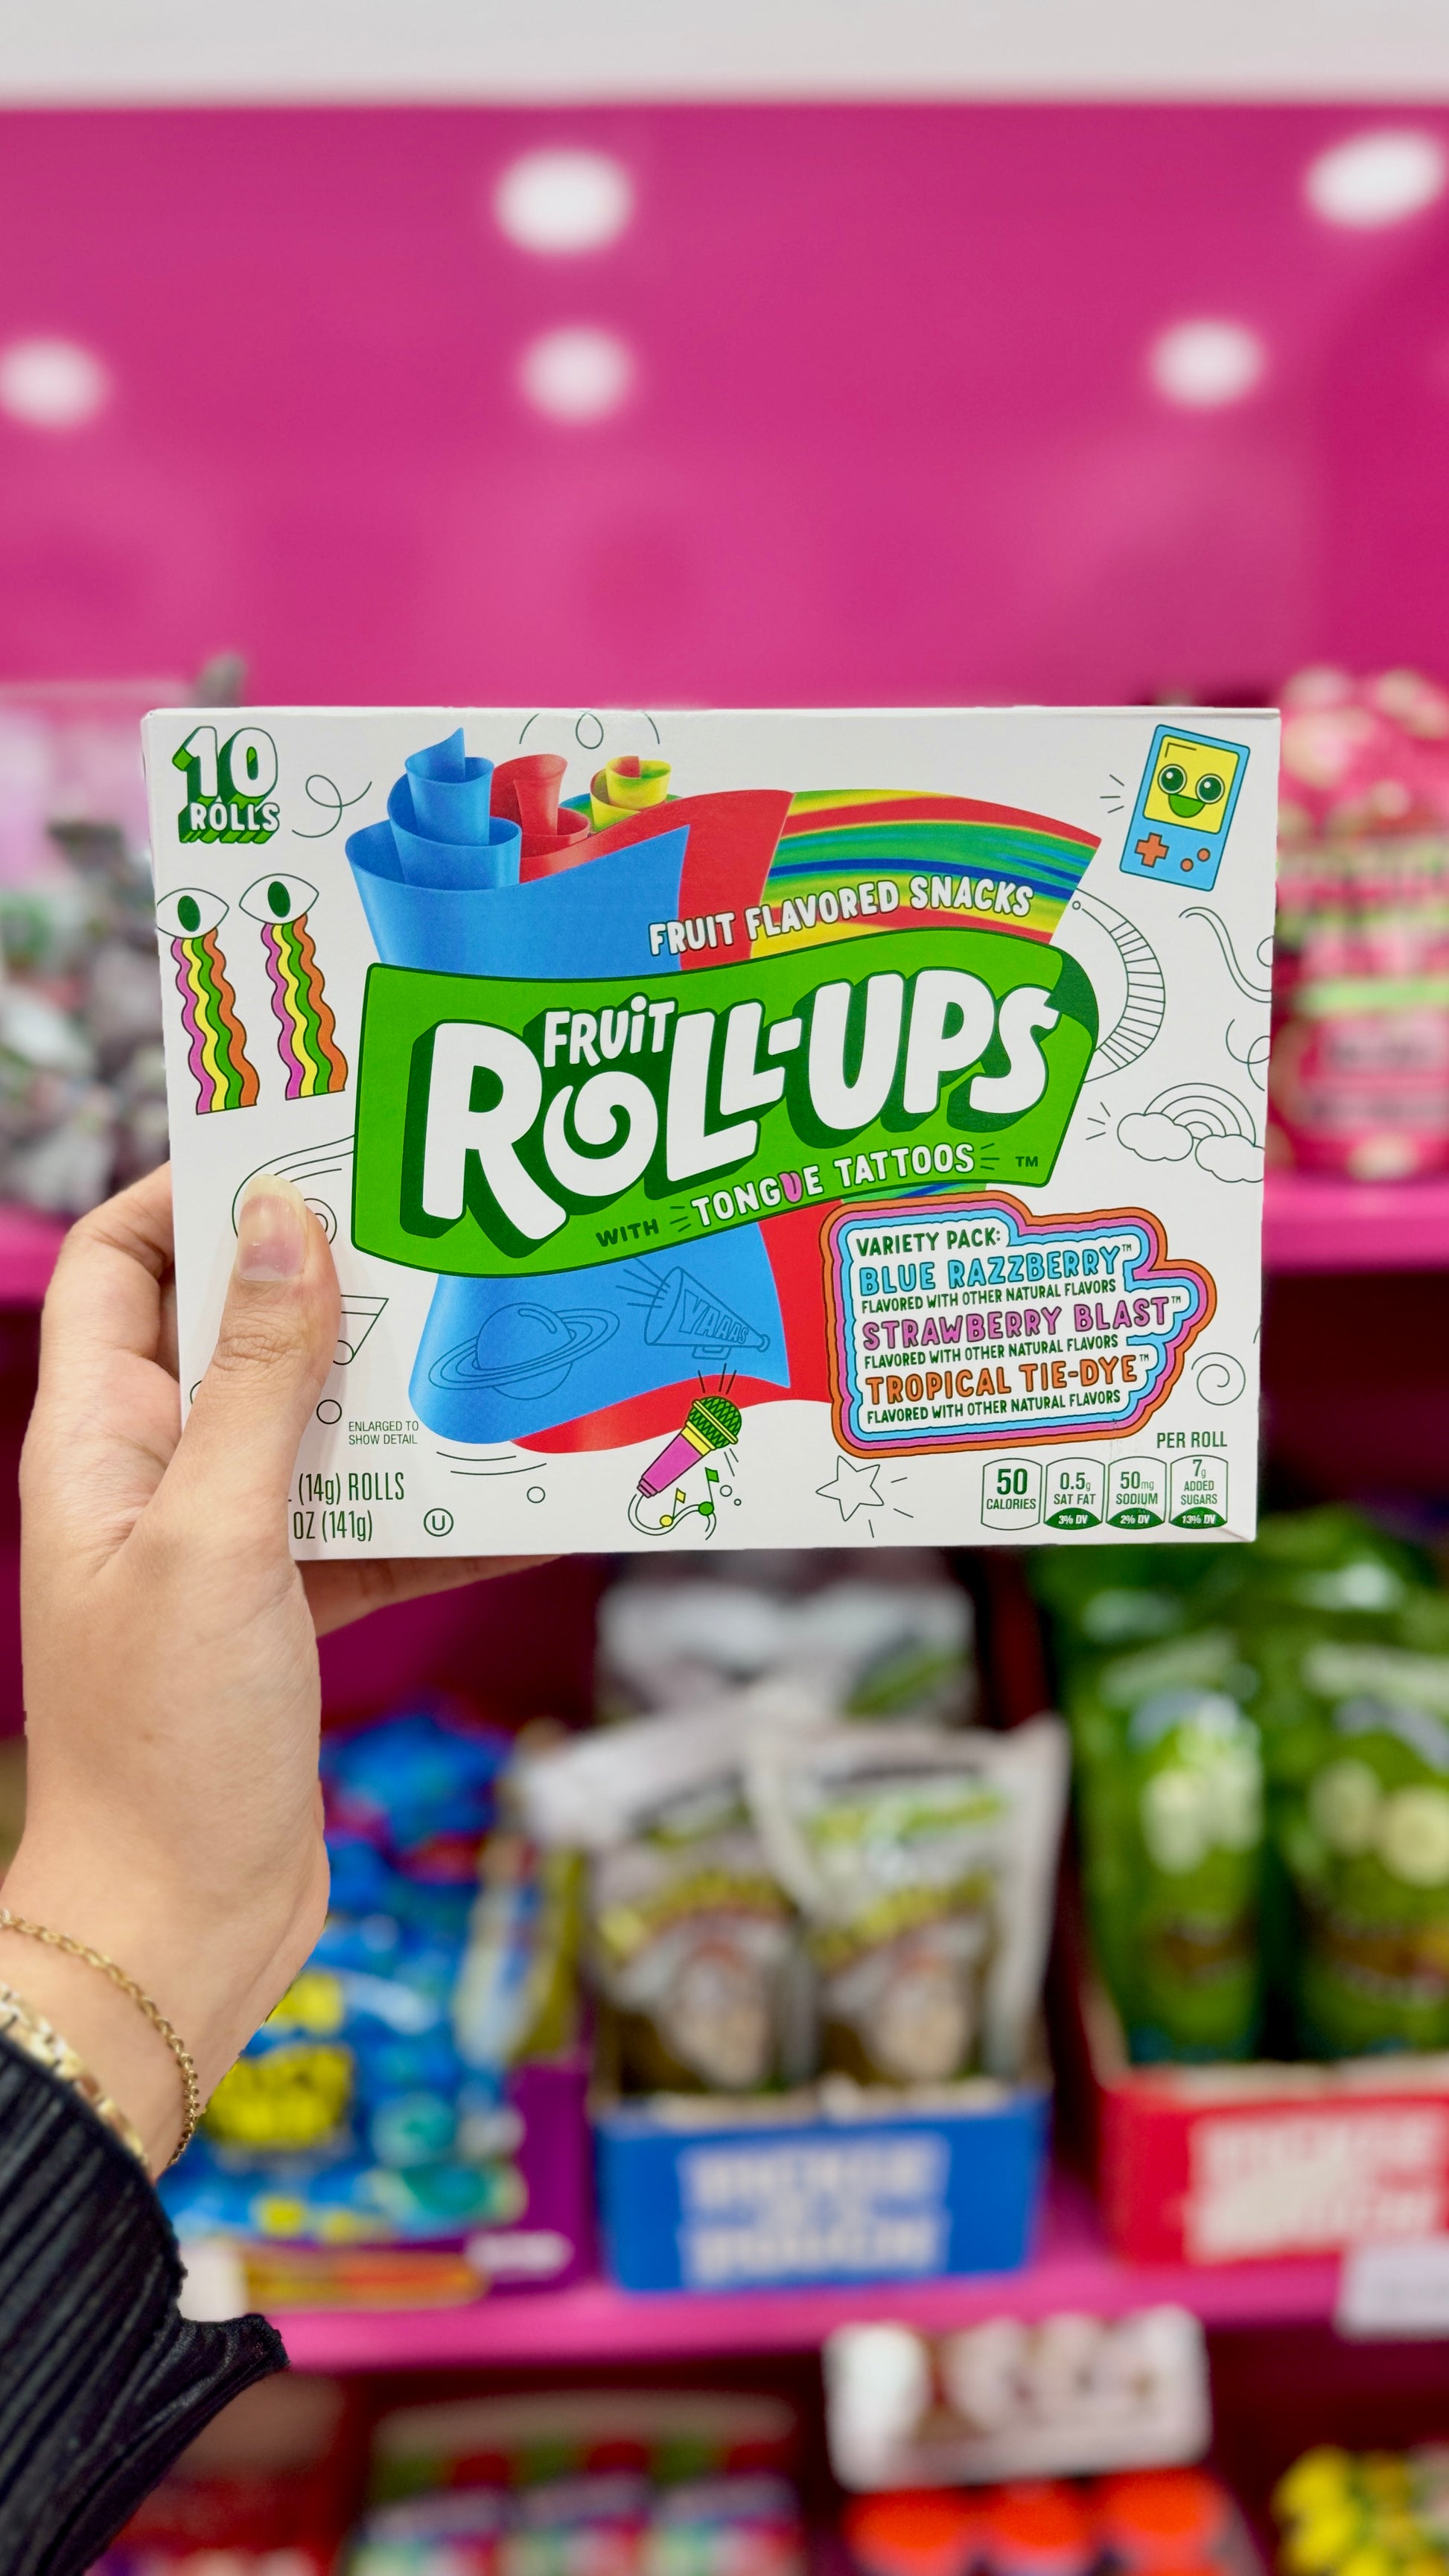 10
ROLLS
FRUIT FLAVORED SNACKS
FRUiT
ROLL-UPS
WITH TONGUE TATTOOS ™
YAAAS
VARIETY PACK:
BLUE RAZZBERRY™
FLAVORED WITH OTHER NATURAL FLAVORS
STRAWBERRY BLAST™
FLAVORED WITH OTHER NATURAL FLAVORS
TROPICAL TIE-DYE™
FLAVORED WITH OTHER NATURAL FLAVORS
ENLARGED TO
SHOW DETAIL
(14g) ROLLS
OZ (141g)
U
PER ROLL
50 CALORIES
0.5g SAT FAT 3% DV
50mg SODIUM 2% DV
7g ADDED SUGARS 13% DV